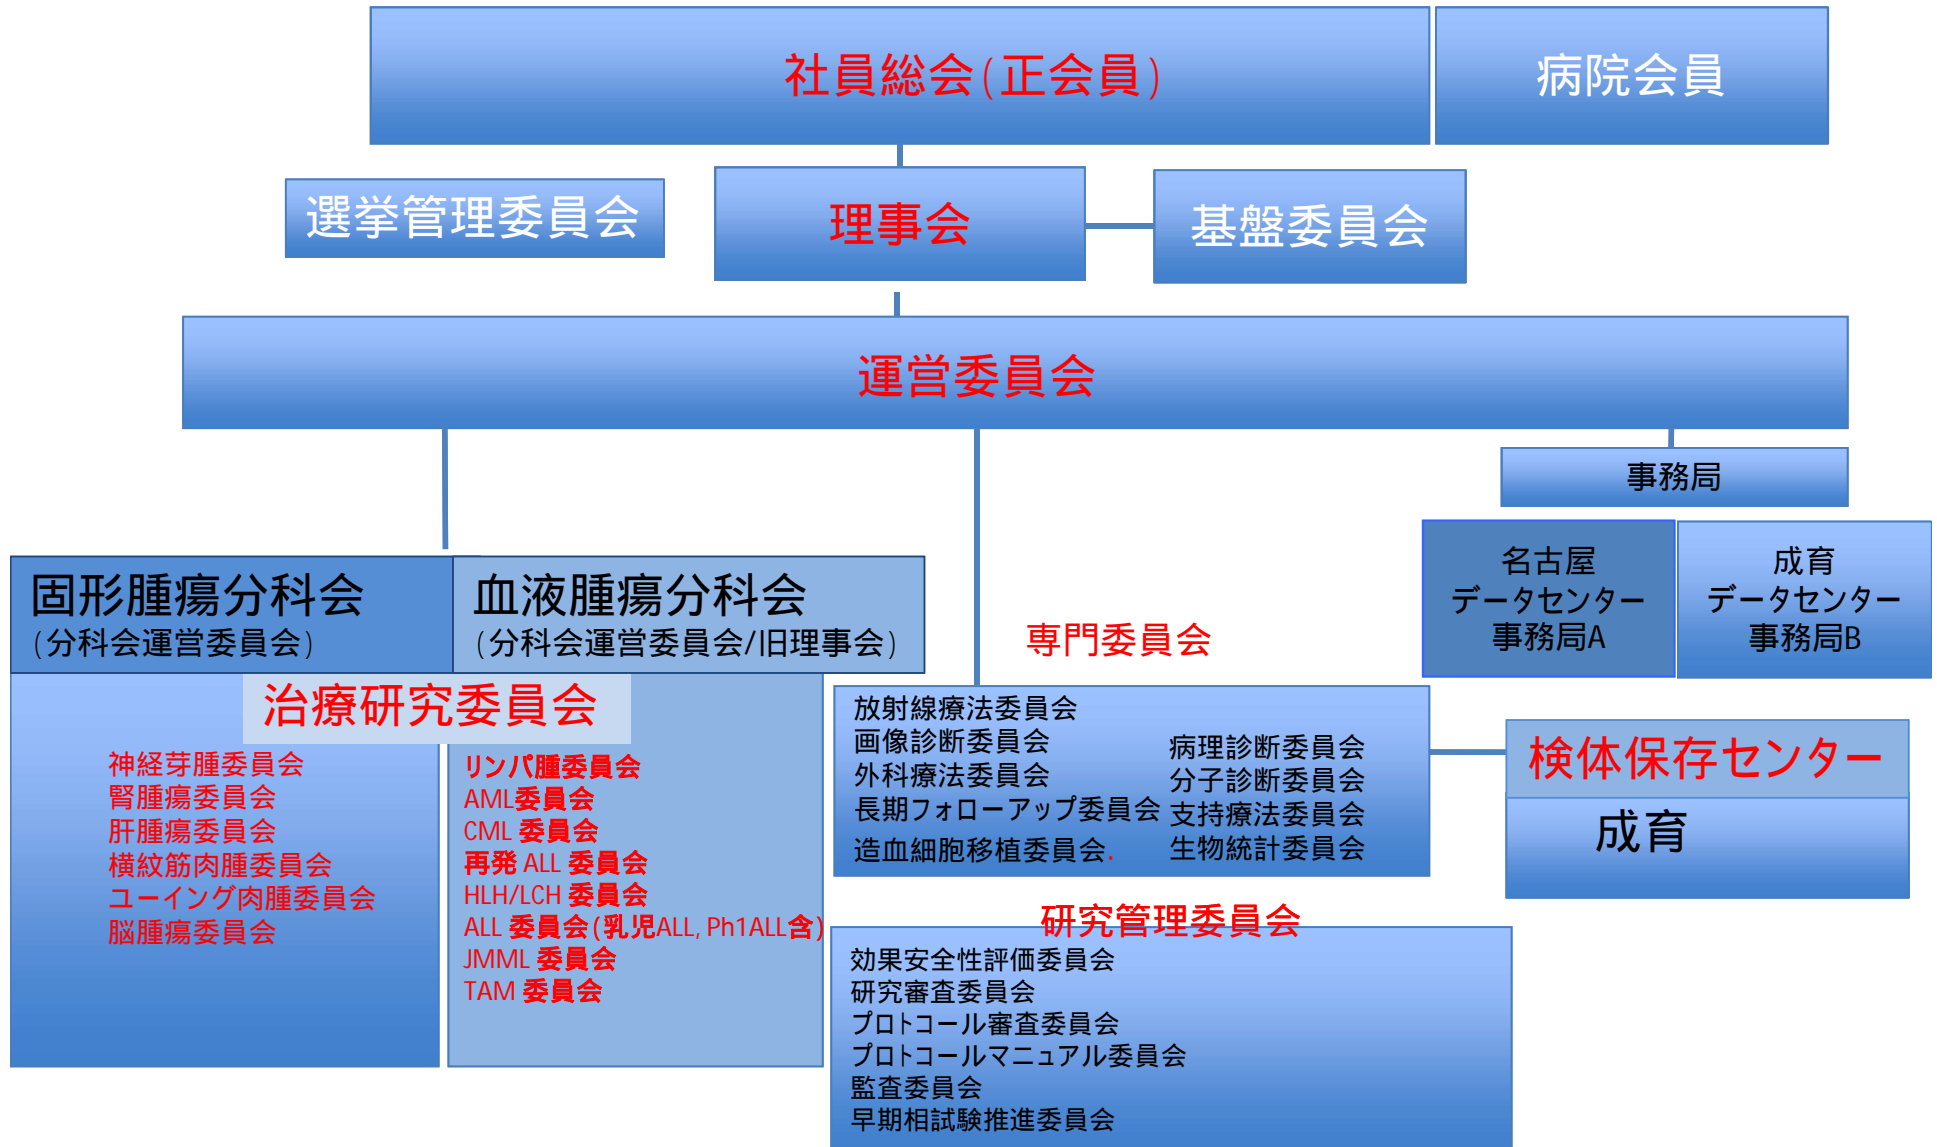 社員総会(正会員)
病院会員
選挙管理委員会
理事会
基盤委員会
運営委員会
事務局
名古屋
データセンター
事務局A
成育
データセンター
事務局B
固形腫瘍分科会
(分科会運営委員会)
血液腫瘍分科会
(分科会運営委員会/旧理事会)
治療研究委員会
神経芽腫委員会
腎腫瘍委員会
肝腫瘍委員会
横紋筋肉腫委員会
ユーイング肉腫委員会
脳腫瘍委員会
リンパ腫委員会
AML委員会
CML 委員会
再発 ALL 委員会
HLH/LCH 委員会
ALL 委員会(乳児ALL, Ph1ALL含)
JMML 委員会
TAM 委員会
専門委員会
放射線療法委員会
画像診断委員会
外科療法委員会
長期フォローアップ委員会
造血細胞移植委員会.
病理診断委員会
分子診断委員会
支持療法委員会
生物統計委員会
検体保存センター
成育
研究管理委員会
効果安全性評価委員会
研究審査委員会
プロトコール審査委員会
プロトコールマニュアル委員会
監査委員会
早期相試験推進委員会